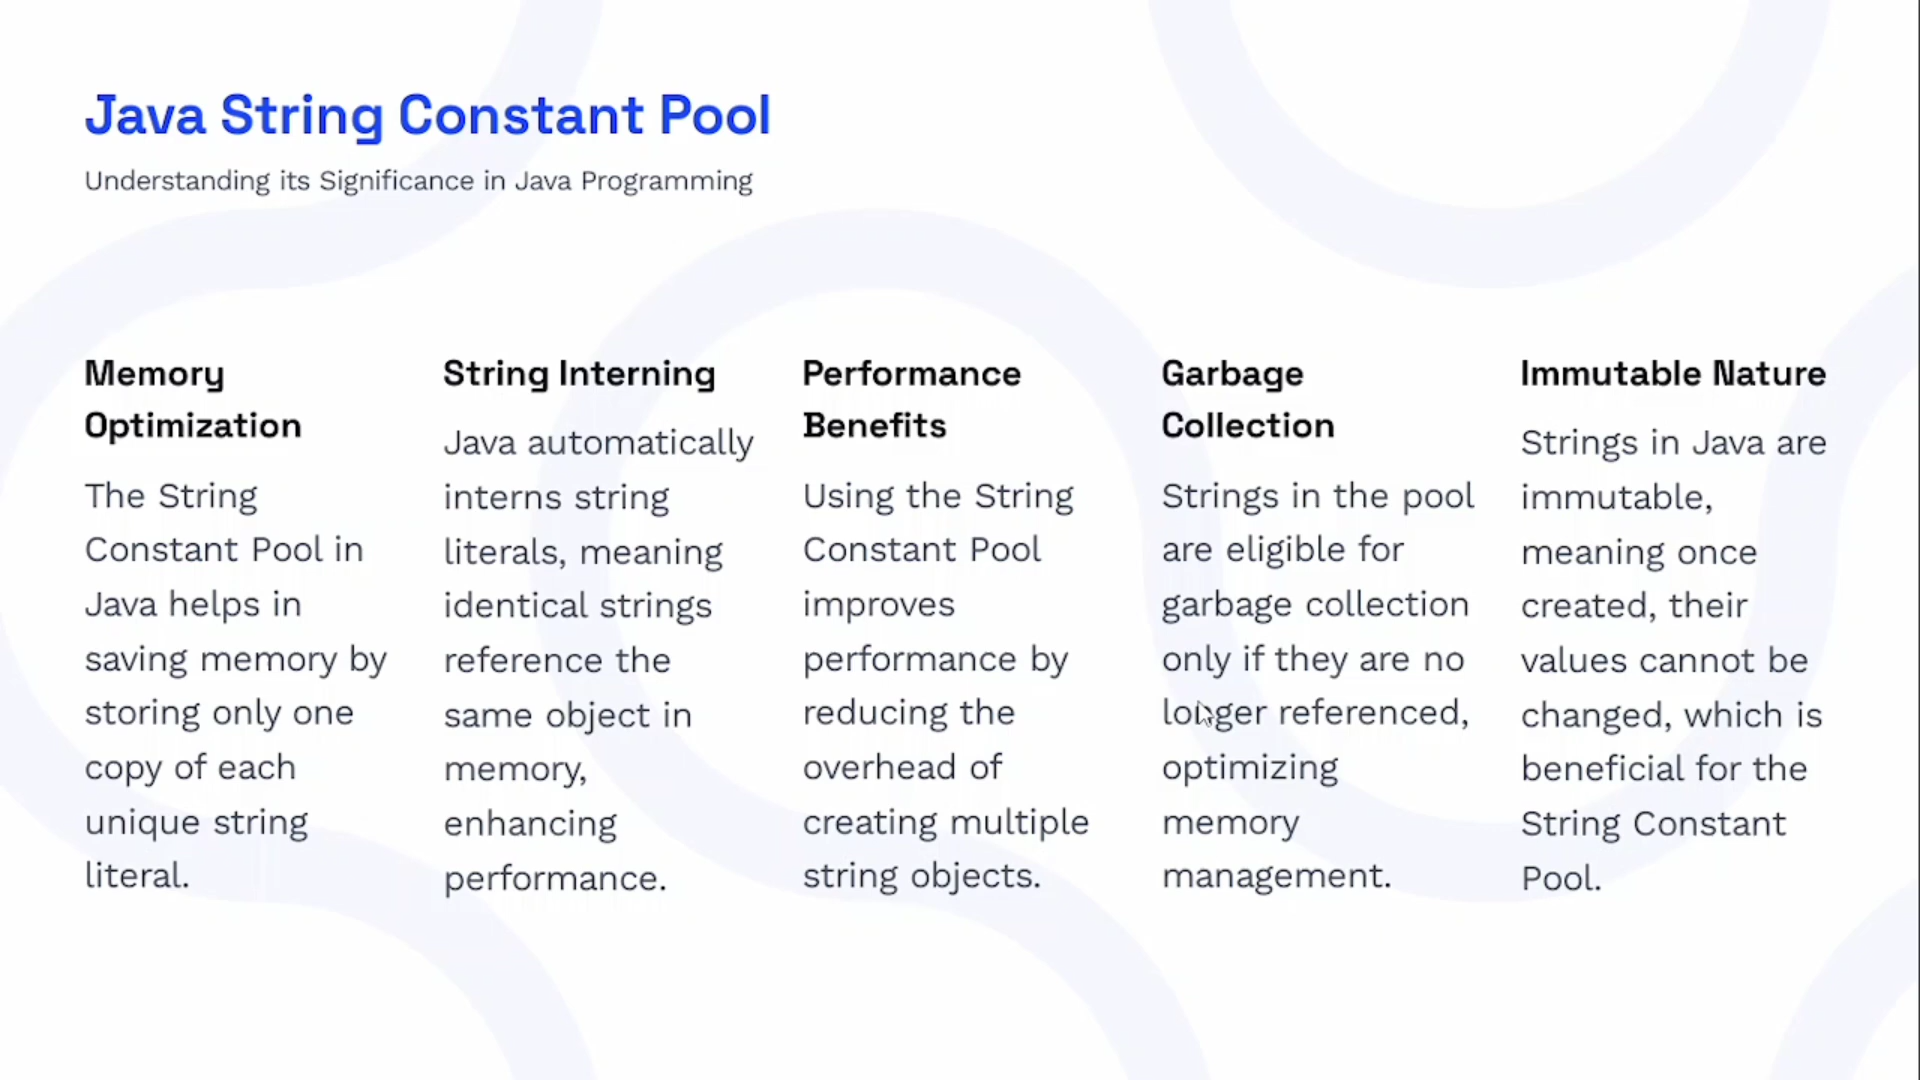 Java String Constant Pool
Understanding its Significance in Java Programming
Memory
Optimization
The String
Constant Pool in
Java helps in
saving memory by
storing only one
copy of each
unique string
literal.
String Interning
Java automatically
interns string
literals, meaning
identical strings
reference the
same object in
memory,
enhancing
performance.
Performance
Benefits
Using the String
Constant Pool
improves
performance by
reducing the
overhead of
creating multiple
string objects.
Garbage
Collection
Strings in the pool
are eligible for
garbage collection
only if they are no
longer referenced,
optimizing
memory
management.
Immutable Nature
Strings in Java are
immutable,
meaning once
created, their
values cannot be
changed, which is
beneficial for the
String Constant
Pool.